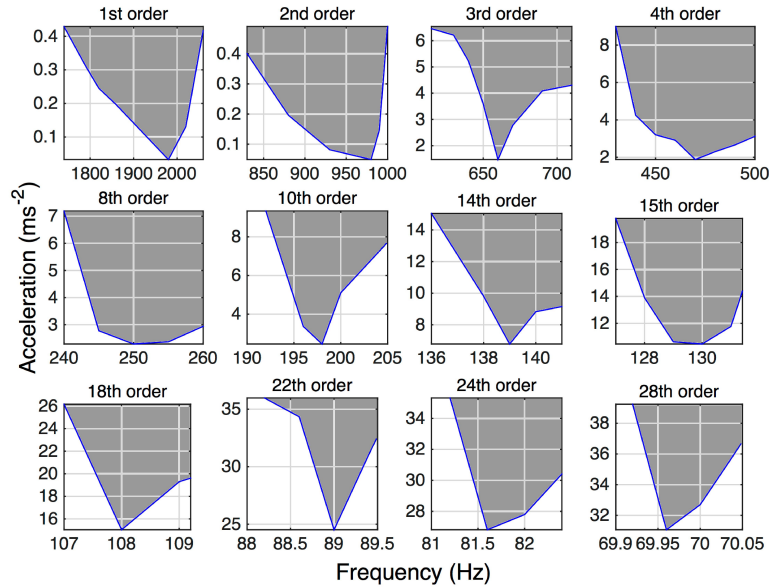 1st order 2nd order 3rd order 4th order
0.4 0.4 6 8
0.3 0.3 5 6
0.2 0.2 4 4
0.1 0.1 3 2
2
1800 1900 2000 850 900 950 1000 650 700 450 500
8th order 10th order 14th order 15th order
7 8 14 18
6 6 12 16
5 4 10 14
4 8 12
3
240 250 260 190 195 200 205 136 138 140 128 130
18th order 22th order 24th order 28th order
26 35 34 38
24 30 32 36
22 25 30 34
20 28 32
18
16
107 108 109 88 88.5 89 89.5 81 81.5 82 69.9 69.95 70 70.05
Acceleration (ms⁻²)
Frequency (Hz)